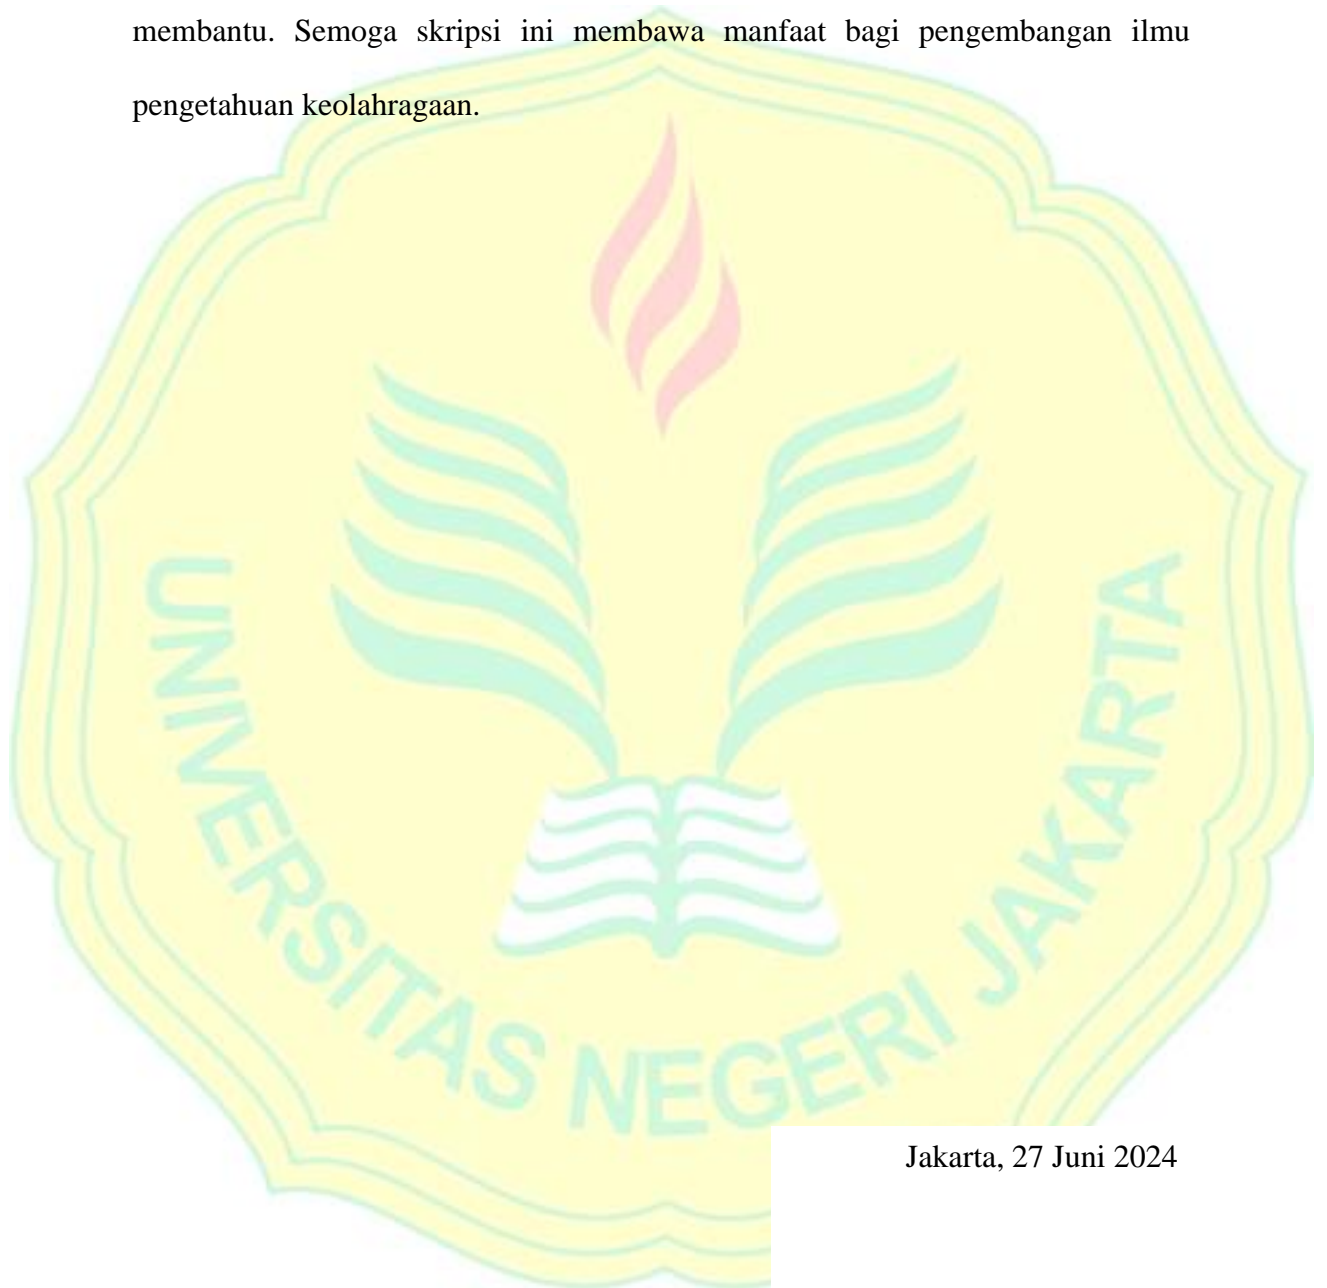 membantu. Semoga skripsi ini membawa manfaat bagi pengembangan ilmu
pengetahuan keolahragaan.
UNIVERSITAS NEGERI JAKARTA
Jakarta, 27 Juni 2024